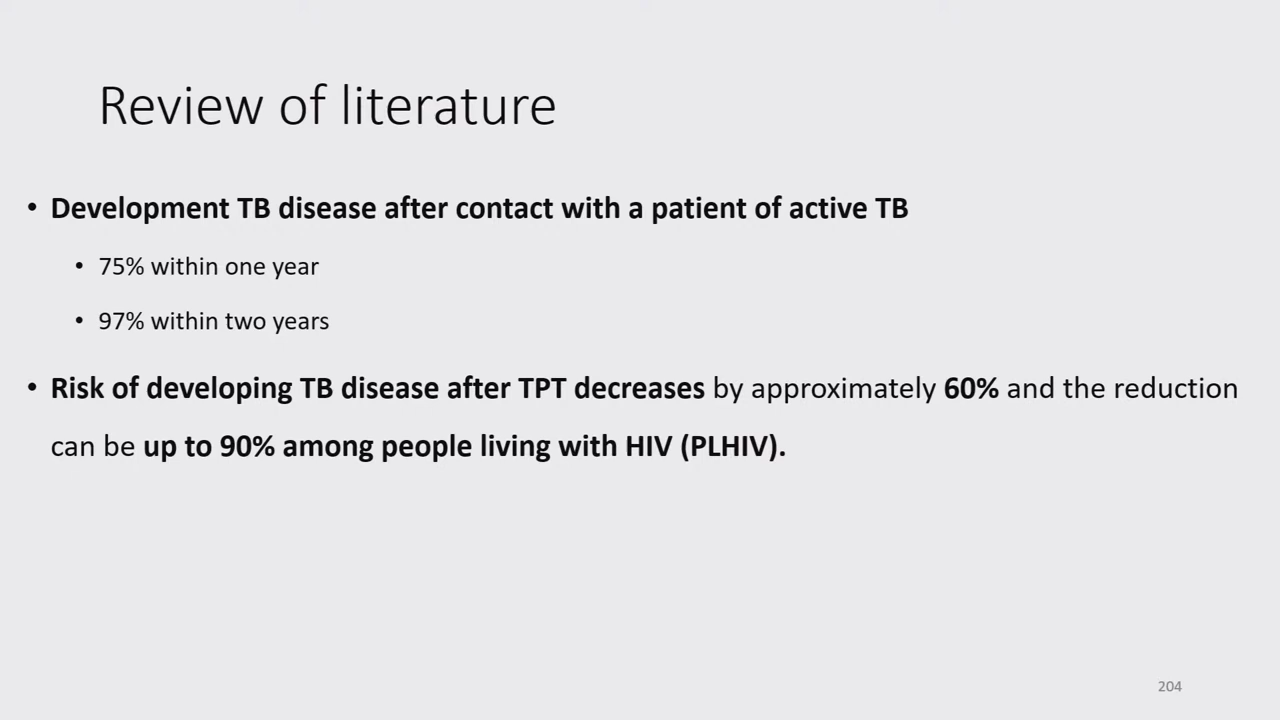 Review of literature
• Development TB disease after contact with a patient of active TB
• 75% within one year
• 97% within two years
• Risk of developing TB disease after TPT decreases by approximately 60% and the reduction
can be up to 90% among people living with HIV (PLHIV).
204